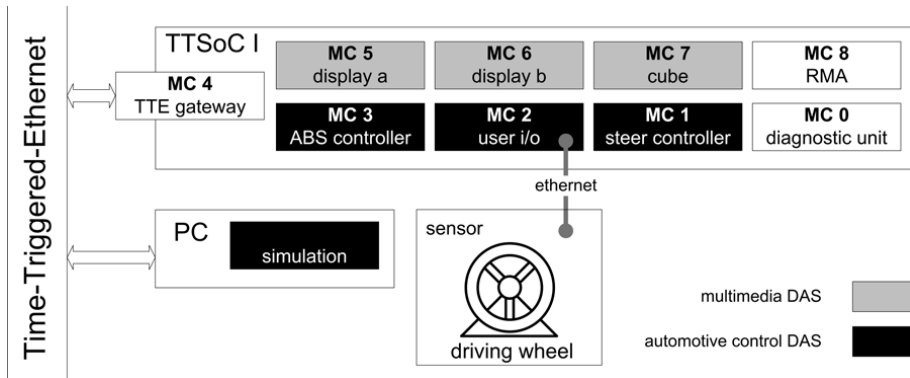 Time-Triggered-Ethernet
TTSoC I
MC 5
display a
MC 6
display b
MC 7
cube
MC 8
RMA
MC 4
TTE gateway
MC 3
ABS controller
MC 2
user i/o
MC 1
steer controller
MC 0
diagnostic unit
ethernet
PC
simulation
sensor
driving wheel
multimedia DAS
automotive control DAS